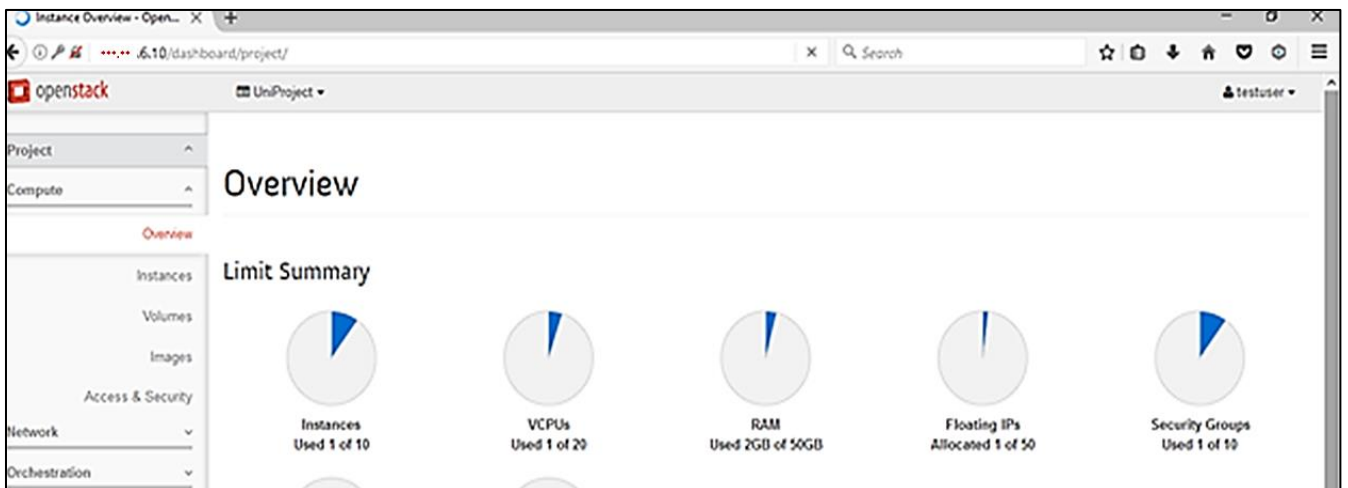 Instance Overview - Open...
.6.10/dashboard/project/
Search
openstack
UniProject
testuser
Project
Compute
Overview
Instances
Volumes
Images
Access & Security
Network
Orchestration
Overview
Limit Summary
Instances
Used 1 of 10
VCPUs
Used 1 of 20
RAM
Used 2GB of 50GB
Floating IPs
Allocated 1 of 50
Security Groups
Used 1 of 10